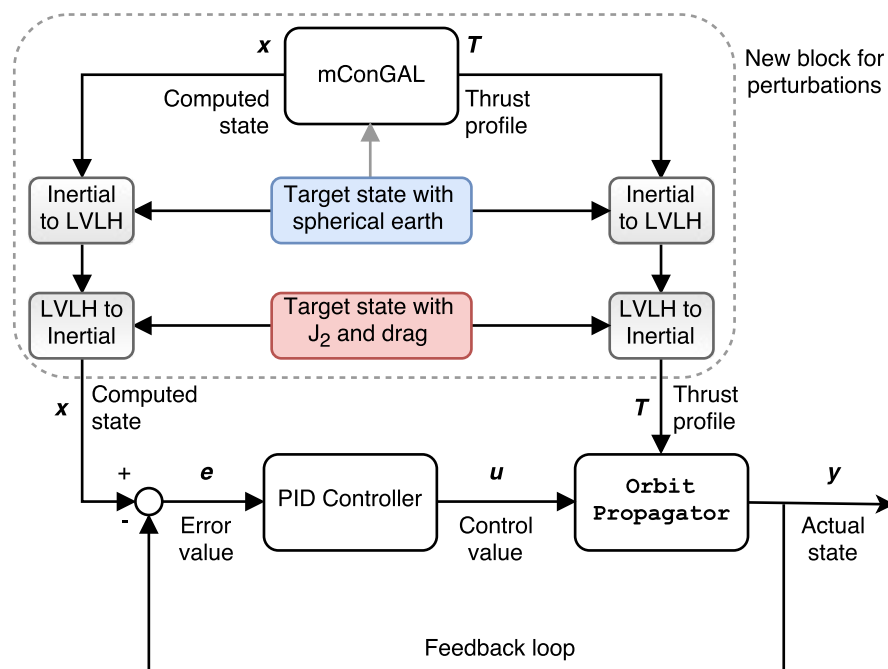 x
T
mConGAL
New block for
perturbations
Computed
state
Thrust
profile
Inertial
to LVLH
Target state with
spherical earth
Inertial
to LVLH
LVLH to
Inertial
Target state with
J2 and drag
LVLH to
Inertial
x
Computed
state
T
Thrust
profile
+
-
e
Error
value
PID Controller
u
Control
value
Orbit
Propagator
y
Actual
state
Feedback loop